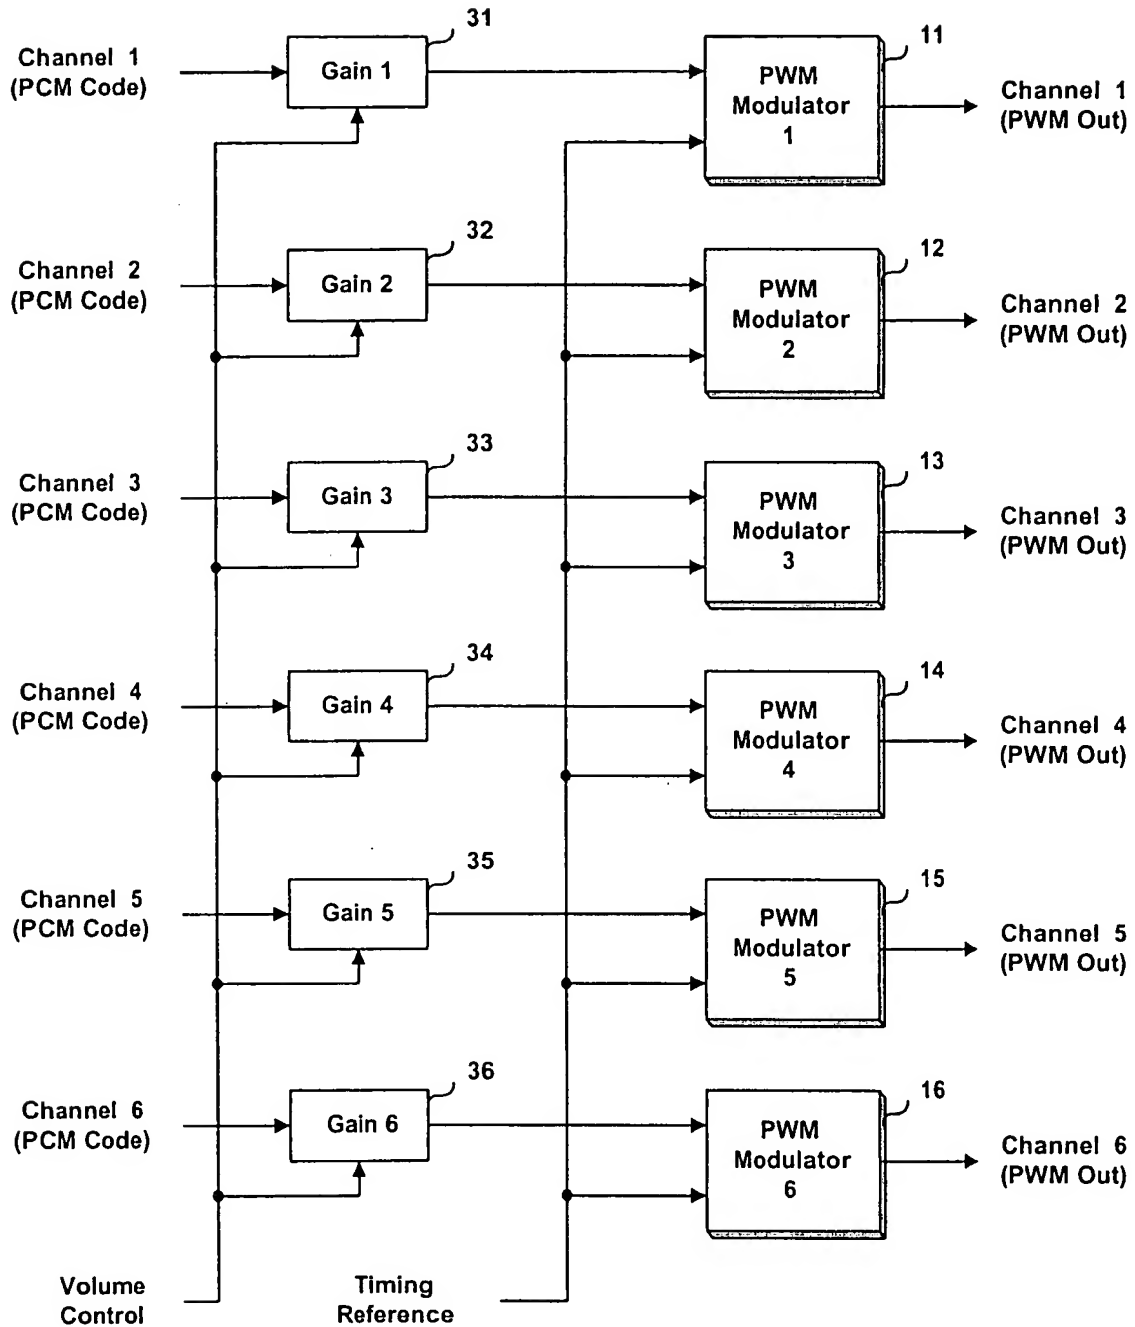 31
11
Channel 1
(PCM Code)
Gain 1
PWM
Modulator
1
Channel 1
(PWM Out)
32
12
Channel 2
(PCM Code)
Gain 2
PWM
Modulator
2
Channel 2
(PWM Out)
33
13
Channel 3
(PCM Code)
Gain 3
PWM
Modulator
3
Channel 3
(PWM Out)
34
14
Channel 4
(PCM Code)
Gain 4
PWM
Modulator
4
Channel 4
(PWM Out)
35
15
Channel 5
(PCM Code)
Gain 5
PWM
Modulator
5
Channel 5
(PWM Out)
36
16
Channel 6
(PCM Code)
Gain 6
PWM
Modulator
6
Channel 6
(PWM Out)
Volume
Control
Timing
Reference